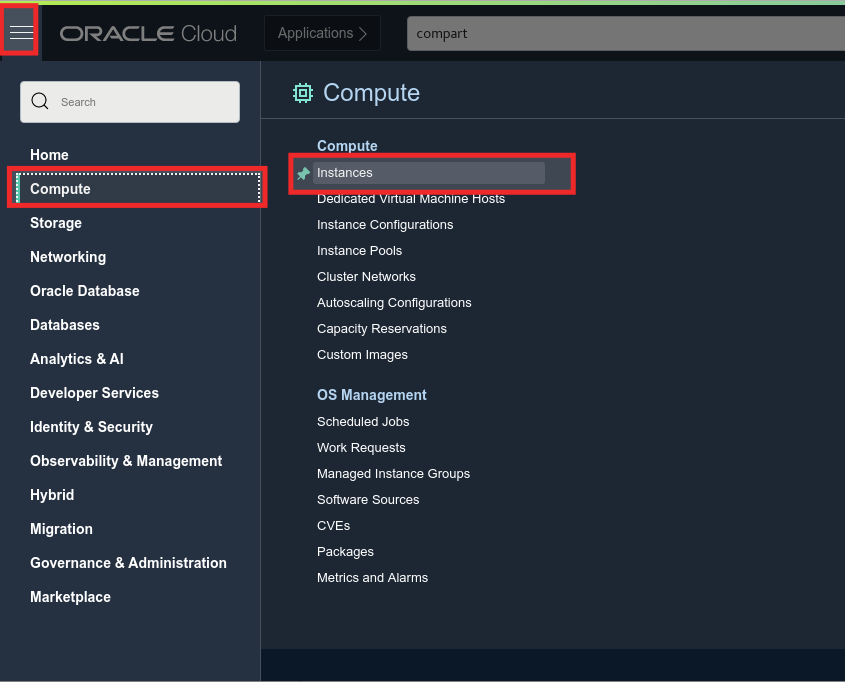 ORACLE Cloud
Applications
compart
Search
Home
Compute
Storage
Networking
Oracle Database
Databases
Analytics & AI
Developer Services
Identity & Security
Observability & Management
Hybrid
Migration
Governance & Administration
Marketplace
Compute
Compute
Instances
Dedicated Virtual Machine Hosts
Instance Configurations
Instance Pools
Cluster Networks
Autoscaling Configurations
Capacity Reservations
Custom Images
OS Management
Scheduled Jobs
Work Requests
Managed Instance Groups
Software Sources
CVEs
Packages
Metrics and Alarms